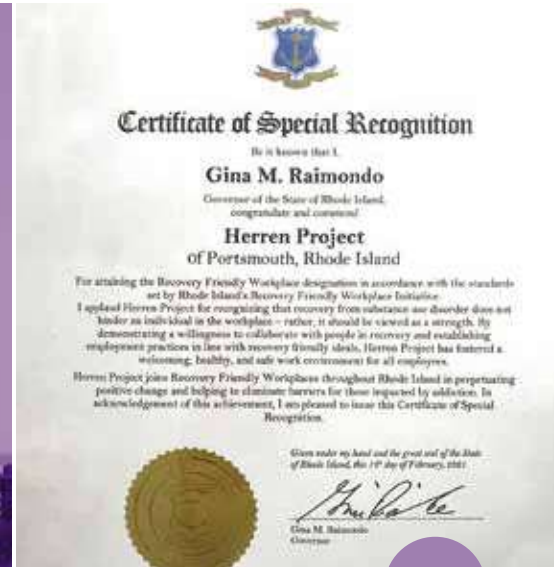 Certificate of Special Recognition
Be it known that I,
Gina M. Raimondo
Governor of the State of Rhode Island,
congratulate and commend
Herren Project
of Portsmouth, Rhode Island
For attaining the Recovery Friendly Workplace designation in accordance with the standards
set by Rhode Island's Recovery Friendly Workplace Initiative
I applaud Herren Project for recognizing that recovery from substance use disorder does not
hinder an individual in the workplace – rather, it should be viewed as a strength. By
demonstrating a willingness to collaborate with people in recovery and establishing
employment practices in line with recovery friendly ideals, Herren Project has fostered a
welcoming, healthy, and safe work environment for all employees.
Herren Project joins Recovery Friendly Workplaces throughout Rhode Island in perpetuating
positive change and helping to eliminate barriers for those impacted by addiction. In
acknowledgement of this achievement, I am pleased to issue this Certificate of Special
Recognition.
Given under my hand and the great seal of the State
of Rhode Island, this day of February, 2021
Gina M. Raimondo
Governor